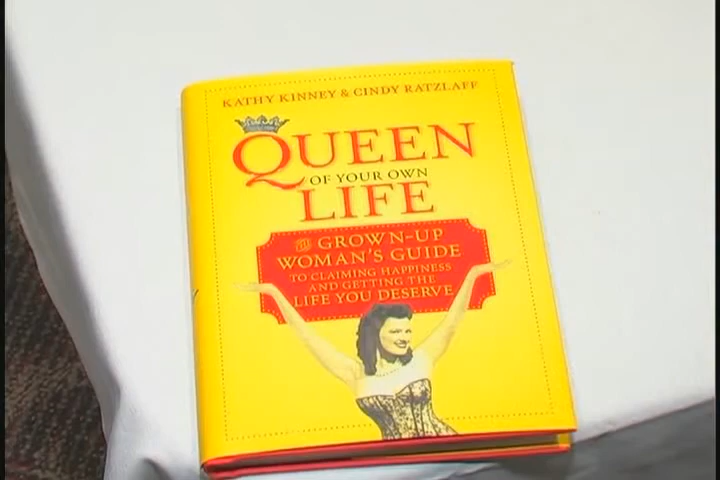 KATHY KINNEY & CINDY RATZLAFF
QUEEN
OF YOUR OWN
LIFE
THE GROWN-UP
WOMAN'S GUIDE
TO CLAIMING HAPPINESS
AND GETTING THE
LIFE YOU DESERVE